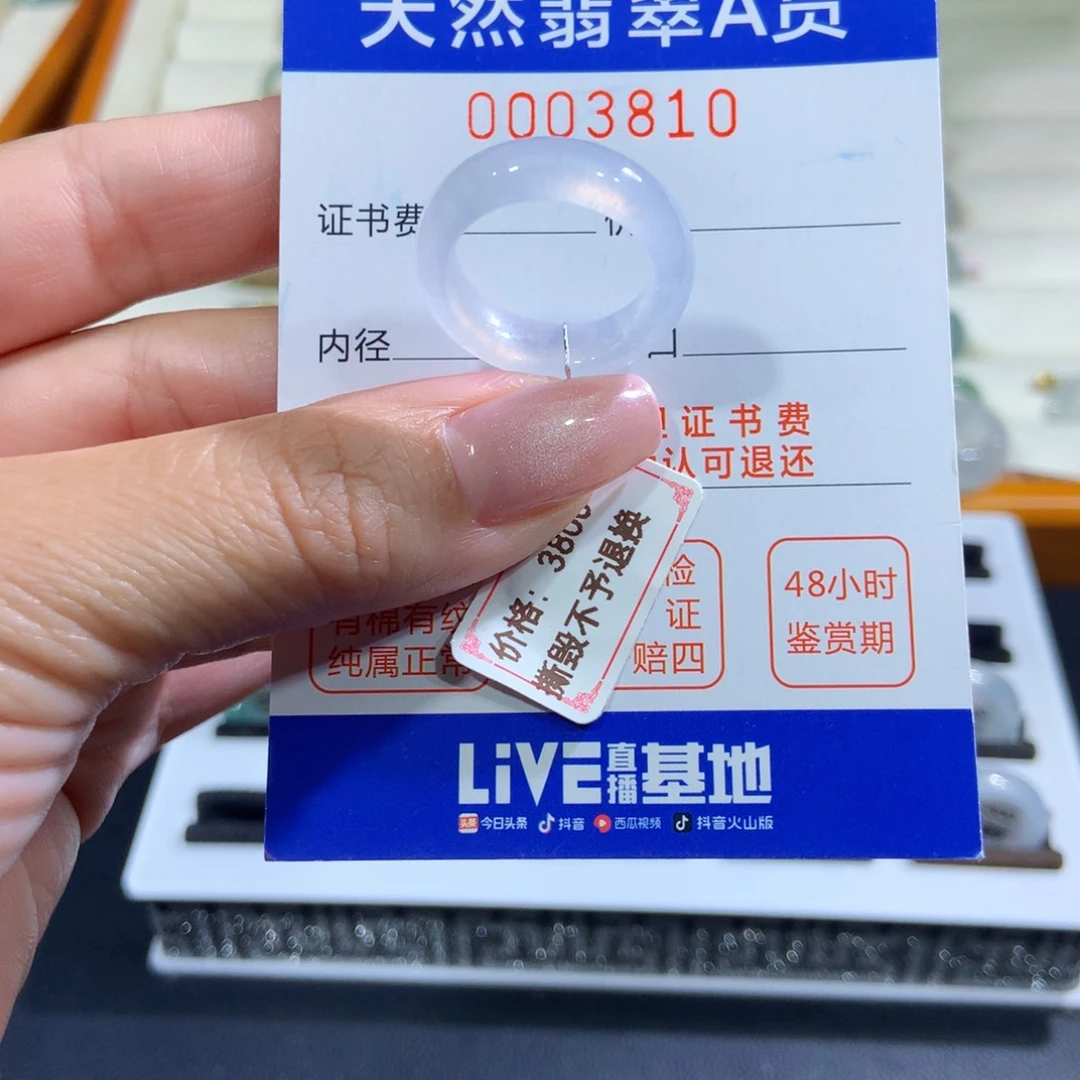 天然翡翠A货
0003810
证书费
内径
证书费
认可退还
价格：380
撕毁不予退换
有棉有纹
纯属正常
检
证
赔四
48小时
鉴赏期
LiVE直播基地
头条 今日头条 抖音 西瓜视频 抖音火山版